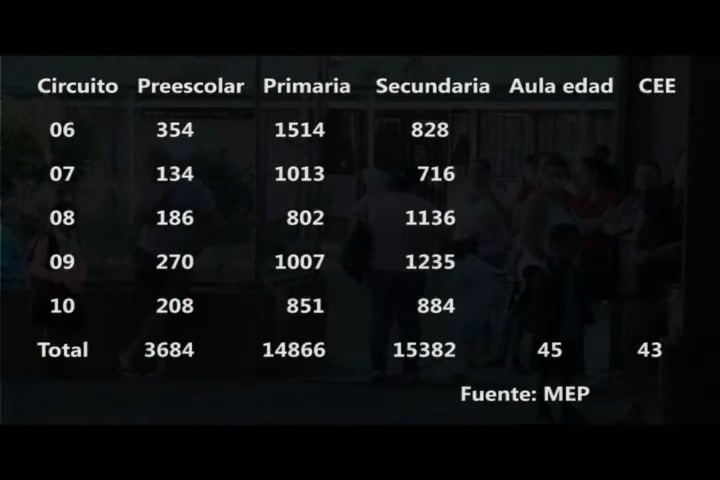 Circuito Preescolar Primaria Secundaria Aula edad CEE
06 354 1514 828
07 134 1013 716
08 186 802 1136
09 270 1007 1235
10 208 851 884
Total 3684 14866 15382 45 43
Fuente: MEP